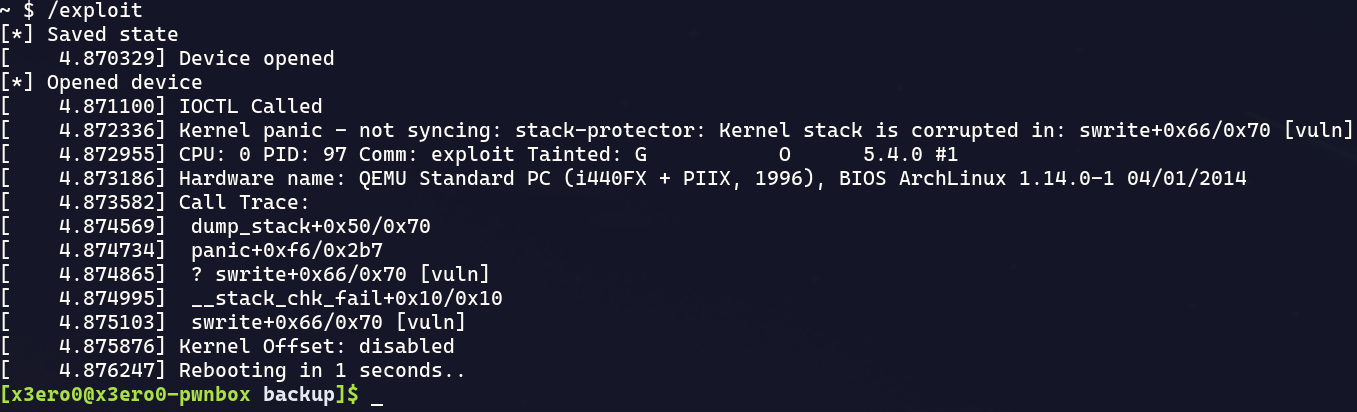 ~ $ /exploit
[*] Saved state
[    4.870329] Device opened
[*] Opened device
[    4.871100] IOCTL Called
[    4.872336] Kernel panic - not syncing: stack-protector: Kernel stack is corrupted in: swrite+0x66/0x70 [vuln]
[    4.872955] CPU: 0 PID: 97 Comm: exploit Tainted: G           O      5.4.0 #1
[    4.873186] Hardware name: QEMU Standard PC (i440FX + PIIX, 1996), BIOS ArchLinux 1.14.0-1 04/01/2014
[    4.873582] Call Trace:
[    4.874569]  dump_stack+0x50/0x70
[    4.874734]  panic+0xf6/0x2b7
[    4.874865]  ? swrite+0x66/0x70 [vuln]
[    4.874995]  __stack_chk_fail+0x10/0x10
[    4.875103]  swrite+0x66/0x70 [vuln]
[    4.875876] Kernel Offset: disabled
[    4.876247] Rebooting in 1 seconds..
[x3ero0@x3ero0-pwnbox backup]$ _